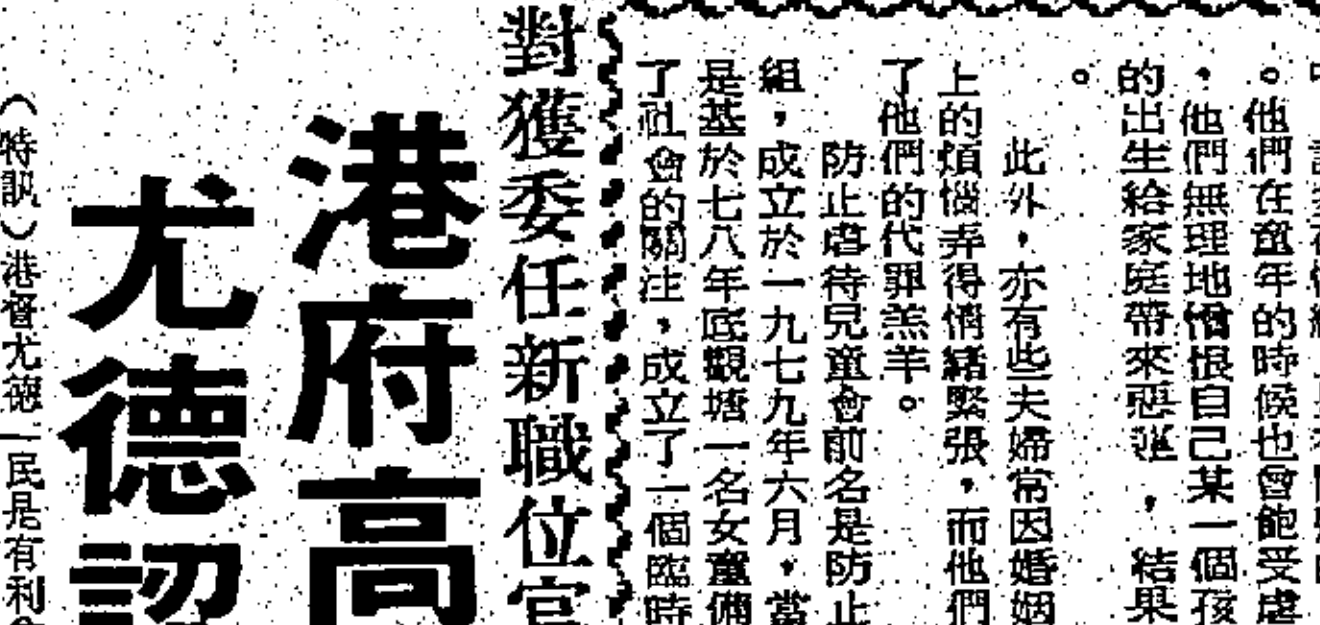 。他們在童年的時候也會飽受虐
，他們無理地憎恨自己某一個孩
的出生給家庭帶來惡運，結果
。
此外，亦有些夫婦常因婚姻
上的煩惱弄得情緒緊張，而他們
了他們的代罪羔羊。
防止虐待兒童會前名是防止
組，成立於一九七九年六月，當
是基於七八年底觀塘一名女童
了社會的關注，成立了一個臨時
對獲委任新職位官
港府高
尤德認
（特訊）港督尤德
民是有利